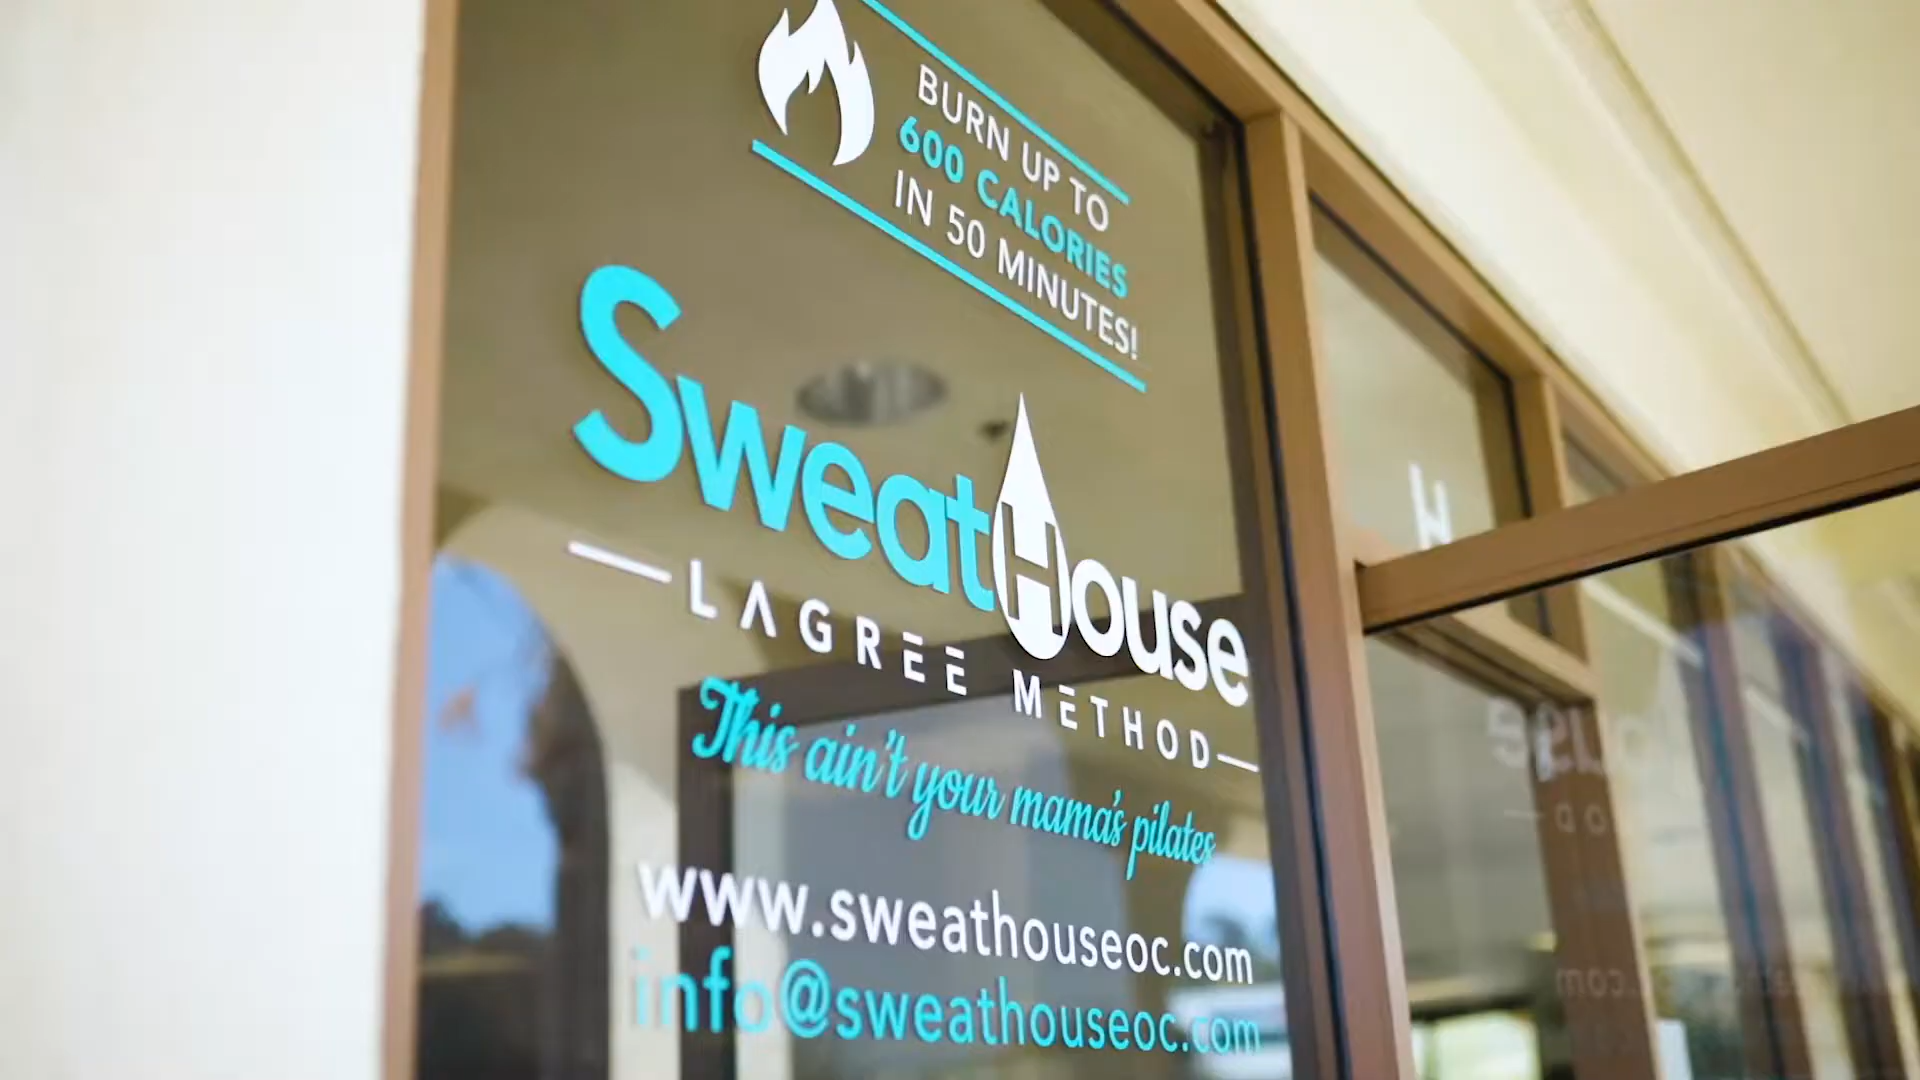 BURN UP TO
600 CALORIES
IN 50 MINUTES!
SweatHouse
LAGREE METHOD
This ain't your mama's pilates
www.sweathouseoc.com
info@sweathouseoc.com